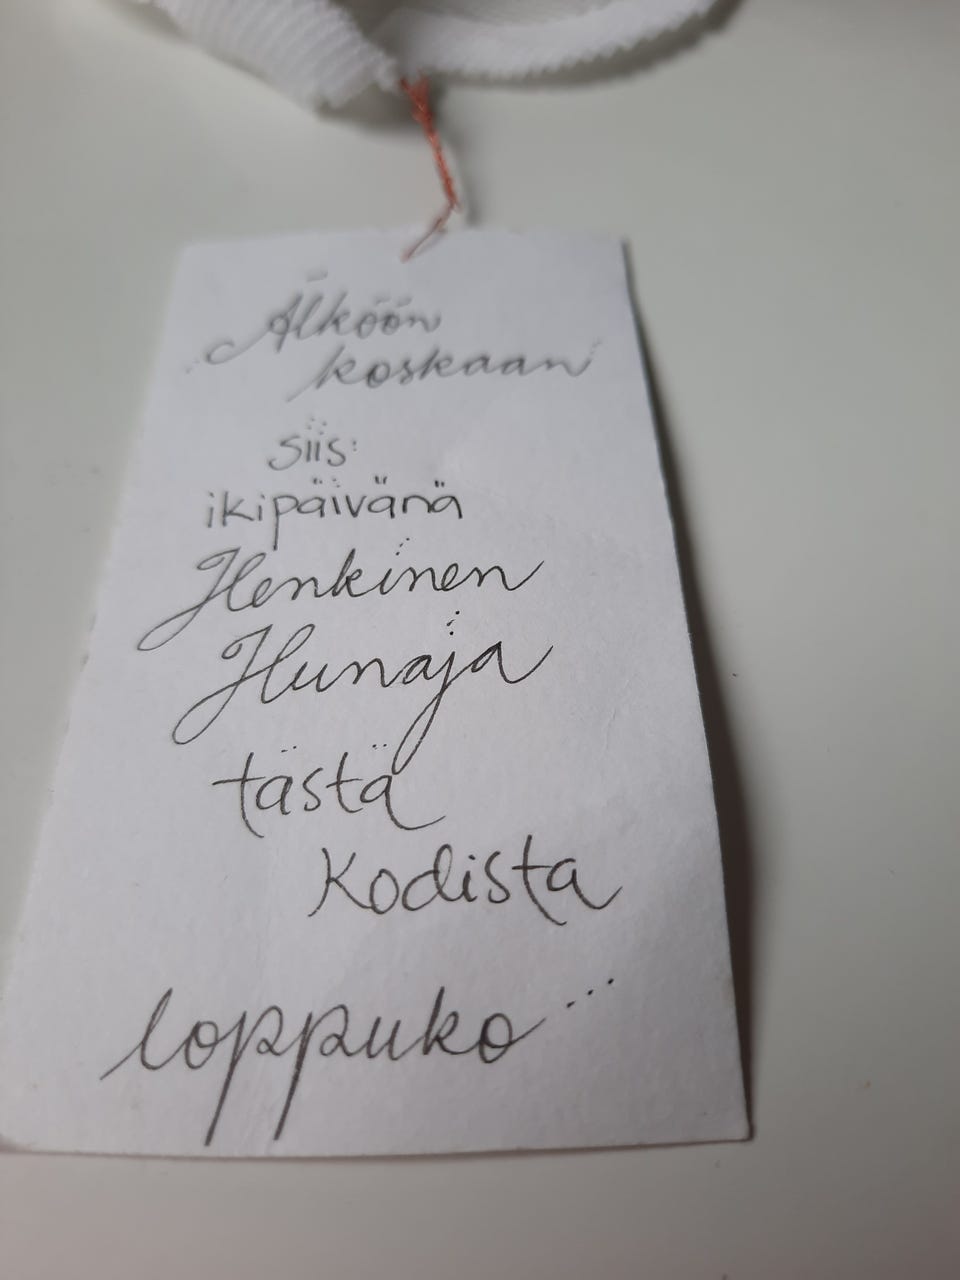 Älköön
koskaan
siis
ikipäivänä
Henkinen
Hunaja
tästä
Kodista
loppuko...